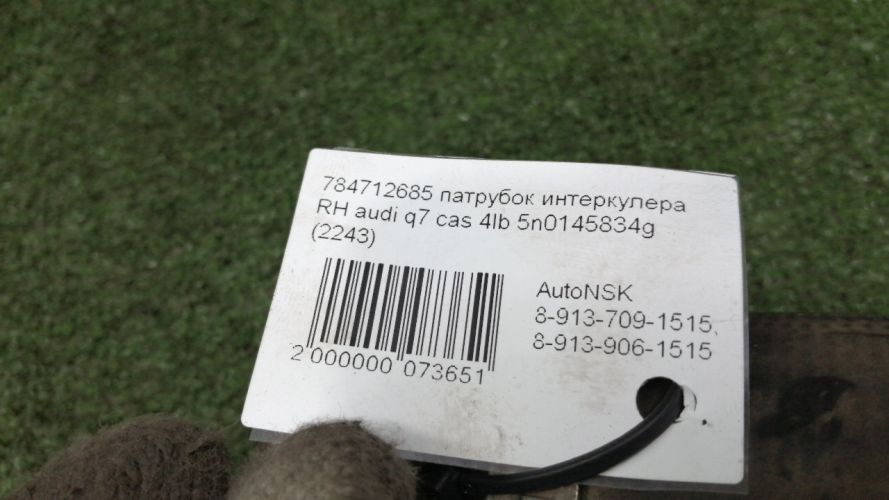 784712685 патрубок интеркулера
RH audi q7 cas 4lb 5n0145834g
(2243)
2 000000 073651
AutoNSK
8-913-709-1515,
8-913-906-1515